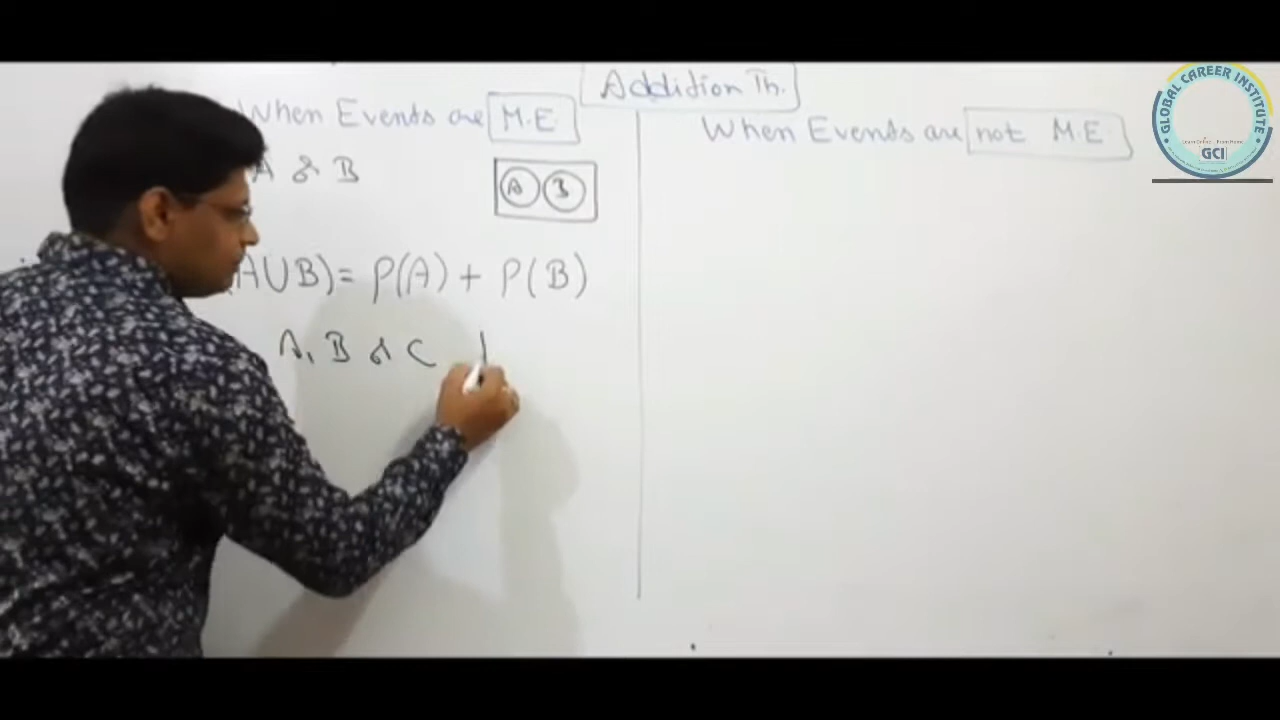 Addition Th.
When Events are M.E
A & B
A B
(AUB) = P(A) + P(B)
A, B & C
When Events are not M.E
GLOBAL CAREER INSTITUTE
GCI